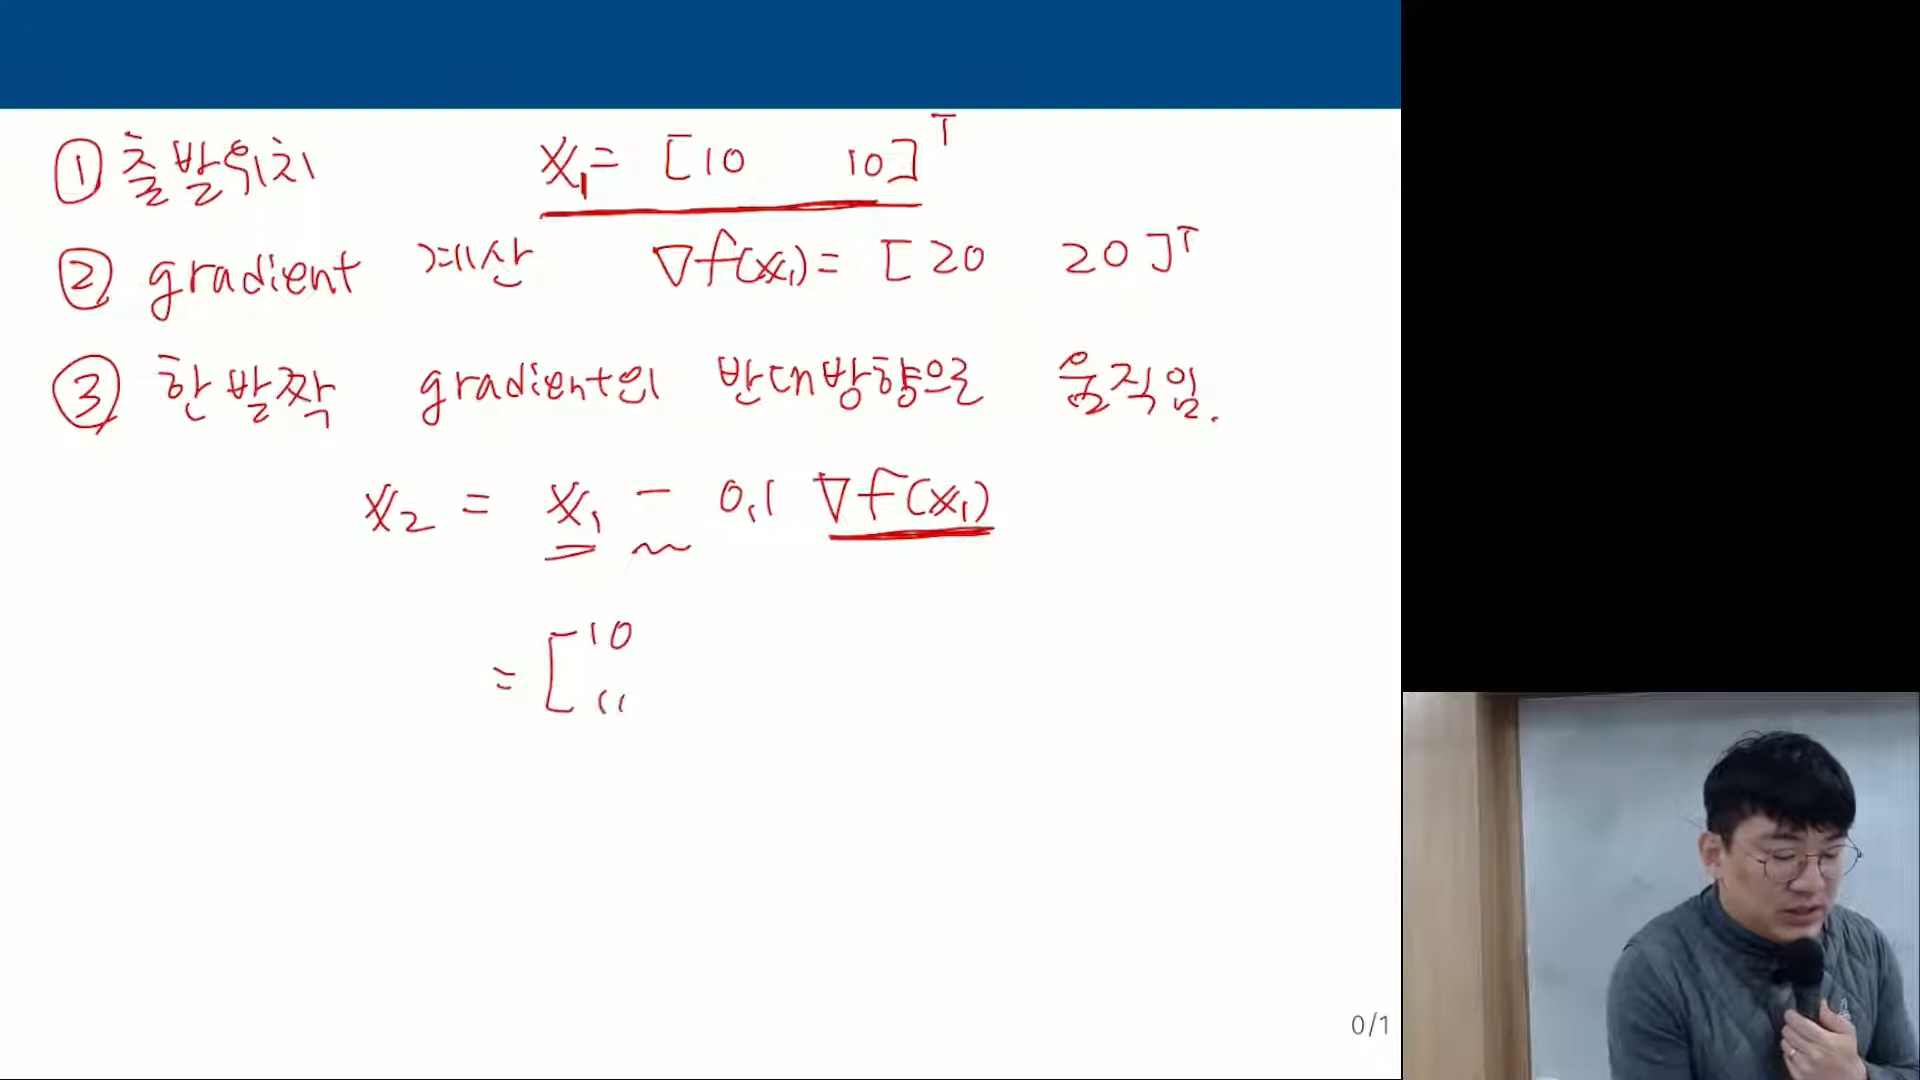 ① 출발위치 x₁ = [10 10]ᵀ
② gradient 계산 ∇f(x₁) = [20 20]ᵀ
③ 한발짝 gradient의 반대방향으로 움직임.
x₂ = x₁ - 0.1 ∇f(x₁)
= [10
0/1